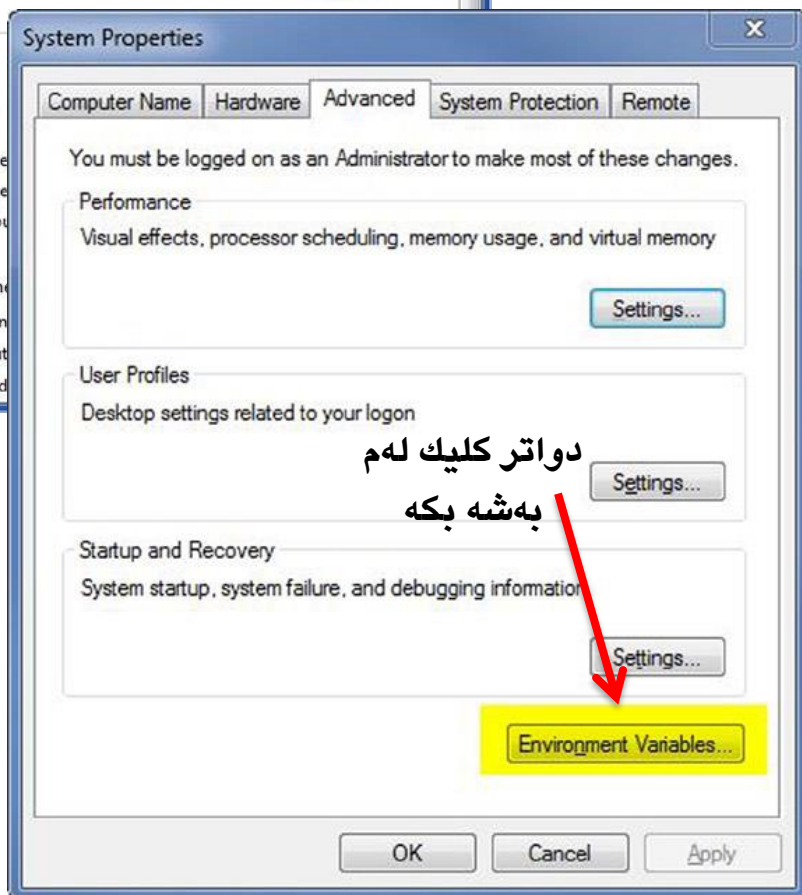 System Properties
Computer Name Hardware Advanced System Protection Remote
You must be logged on as an Administrator to make most of these changes.
Performance
Visual effects, processor scheduling, memory usage, and virtual memory
Settings...
User Profiles
Desktop settings related to your logon
دواتر كليك لەم
بەشە بكە
Settings...
Startup and Recovery
System startup, system failure, and debugging information
Settings...
Environment Variables...
OK Cancel Apply